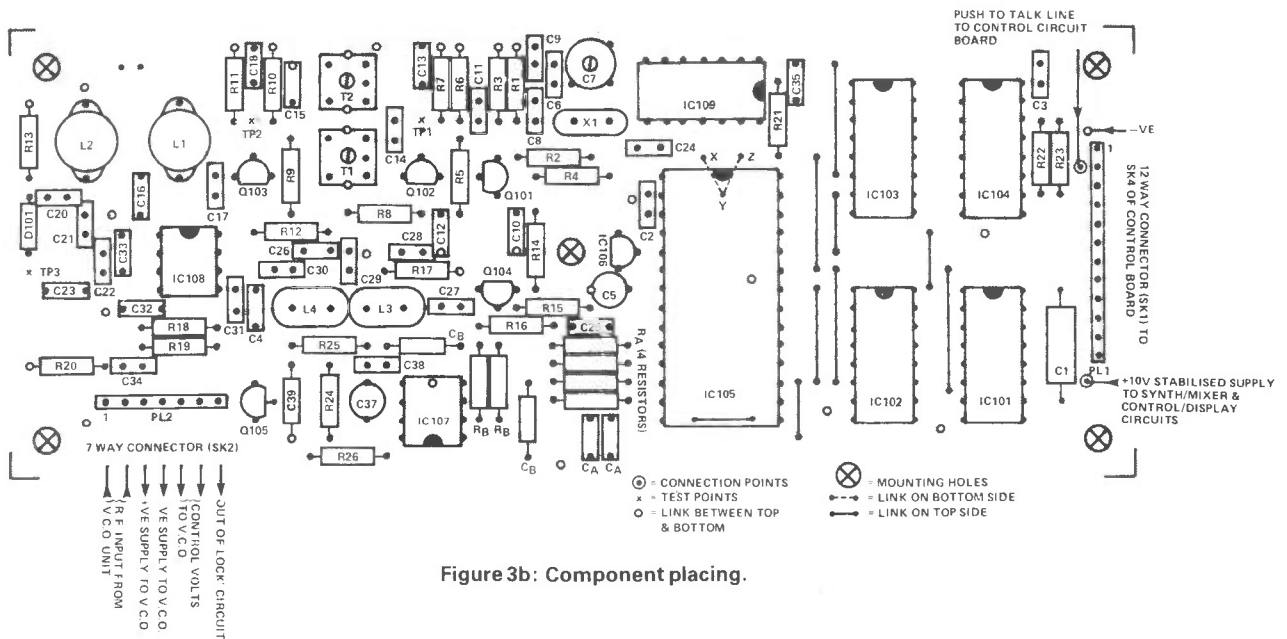 PUSH TO TALK LINE
TO CONTROL CIRCUIT
BOARD
C9
C18
R11
R10
C15
T2
C13
R7
R6
C11
R3
R1
C7
C6
IC109
C35
R21
C3
-VE
R13
L2
L1
TP2
TP1
C14
C8
X1
C24
R22
R23
1
T1
R2
R4
X
Z
Y
IC103
IC104
C16
Q103
R9
Q102
R5
Q101
C20
C17
R8
C2
D101
C21
C33
R12
C12
C10
R14
IC106
C26
C28
TP3
C22
IC108
C30
C29
R17
Q104
C5
C23
C32
C31
C4
L4
L3
C27
R15
R18
R16
C25
R19
R25
CB
RA (4 RESISTORS)
R20
C34
C38
C1
PL1
IC105
IC102
IC101
12 WAY CONNECTOR (SK1) TO
SK4 OF CONTROL
BOARD
+10V STABILISED SUPPLY
TO SYNTH/MIXER &
CONTROL/DISPLAY
CIRCUITS
1
PL2
Q105
C39
R24
C37
IC107
RB
RB
R26
CB
CA
CA
7 WAY CONNECTOR (SK2)
}R F INPUT FROM
}V.C.O UNIT
+VE SUPPLY TO V.C.O
VE SUPPLY TO V.C.O.
{CONTROL VOLTS
{TO V.C.O
OUT OF LOCK' CIRCUIT
= CONNECTION POINTS
x = TEST POINTS
= LINK BETWEEN TOP
& BOTTOM
= MOUNTING HOLES
= LINK ON BOTTOM SIDE
= LINK ON TOP SIDE
Figure 3b: Component placing.